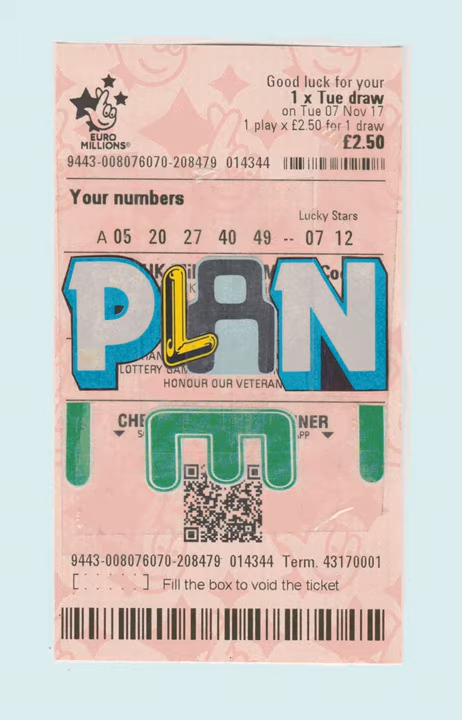 EURO
MILLIONS®
Good luck for your
1 x Tue draw
on Tue 07 Nov 17
1 play x £2.50 for 1 draw
£2.50
9443-008076070-208479 014344
Your numbers
Lucky Stars
A 05 20 27 40 49 -- 07 12
PLAN
LOTTERY GAM
HONOUR OUR VETERAN
CHE NER
9443-008076070-208479 014344 Term. 43170001
[ ] Fill the box to void the ticket